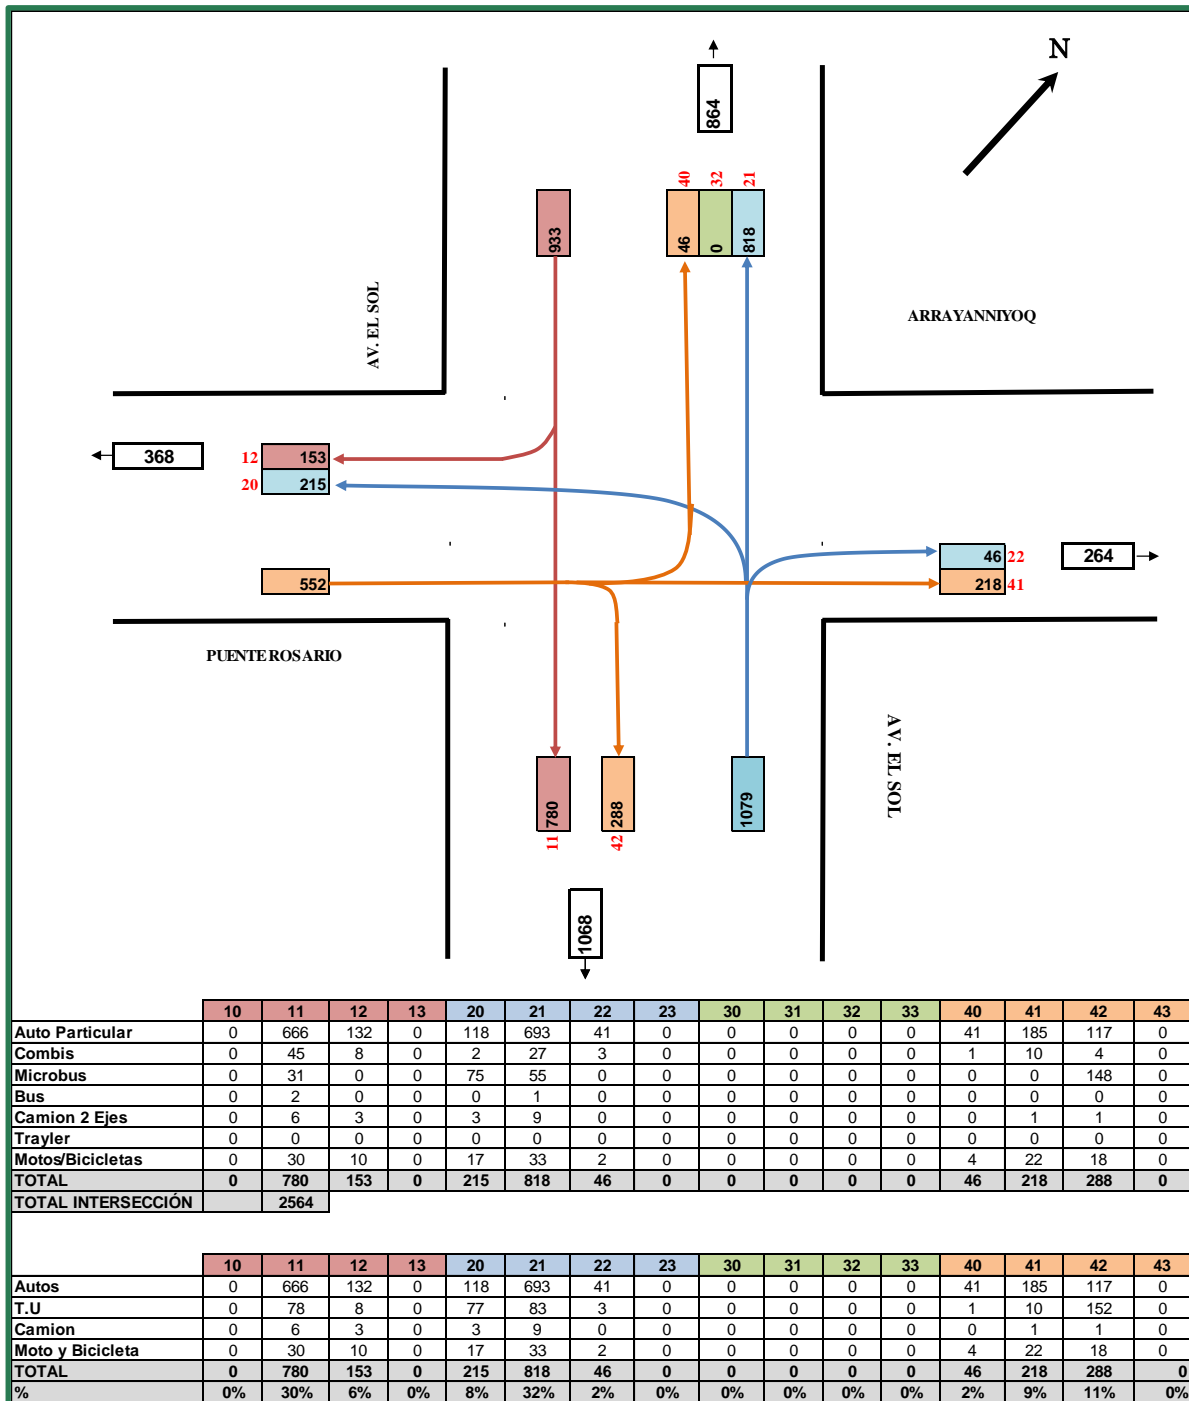 N
864
40 32 21
933 46 0 818
AV. EL SOL
ARRAYANNIYOQ
368 12 153
20 215
46 22 264
552 218 41
PUENTE ROSARIO
AV. EL SOL
780 288 1079
11 42
1068
10 11 12 13 20 21 22 23 30 31 32 33 40 41 42 43
Auto Particular 0 666 132 0 118 693 41 0 0 0 0 0 41 185 117 0
Combis 0 45 8 0 2 27 3 0 0 0 0 0 1 10 4 0
Microbus 0 31 0 0 75 55 0 0 0 0 0 0 0 0 148 0
Bus 0 2 0 0 0 1 0 0 0 0 0 0 0 0 0 0
Camion 2 Ejes 0 6 3 0 3 9 0 0 0 0 0 0 0 1 1 0
Trayler 0 0 0 0 0 0 0 0 0 0 0 0 0 0 0 0
Motos/Bicicletas 0 30 10 0 17 33 2 0 0 0 0 0 4 22 18 0
TOTAL 0 780 153 0 215 818 46 0 0 0 0 0 46 218 288 0
TOTAL INTERSECCIÓN 2564
10 11 12 13 20 21 22 23 30 31 32 33 40 41 42 43
Autos 0 666 132 0 118 693 41 0 0 0 0 0 41 185 117 0
T.U 0 78 8 0 77 83 3 0 0 0 0 0 1 10 152 0
Camion 0 6 3 0 3 9 0 0 0 0 0 0 0 1 1 0
Moto y Bicicleta 0 30 10 0 17 33 2 0 0 0 0 0 4 22 18 0
TOTAL 0 780 153 0 215 818 46 0 0 0 0 0 46 218 288 0
% 0% 30% 6% 0% 8% 32% 2% 0% 0% 0% 0% 0% 2% 9% 11% 0%